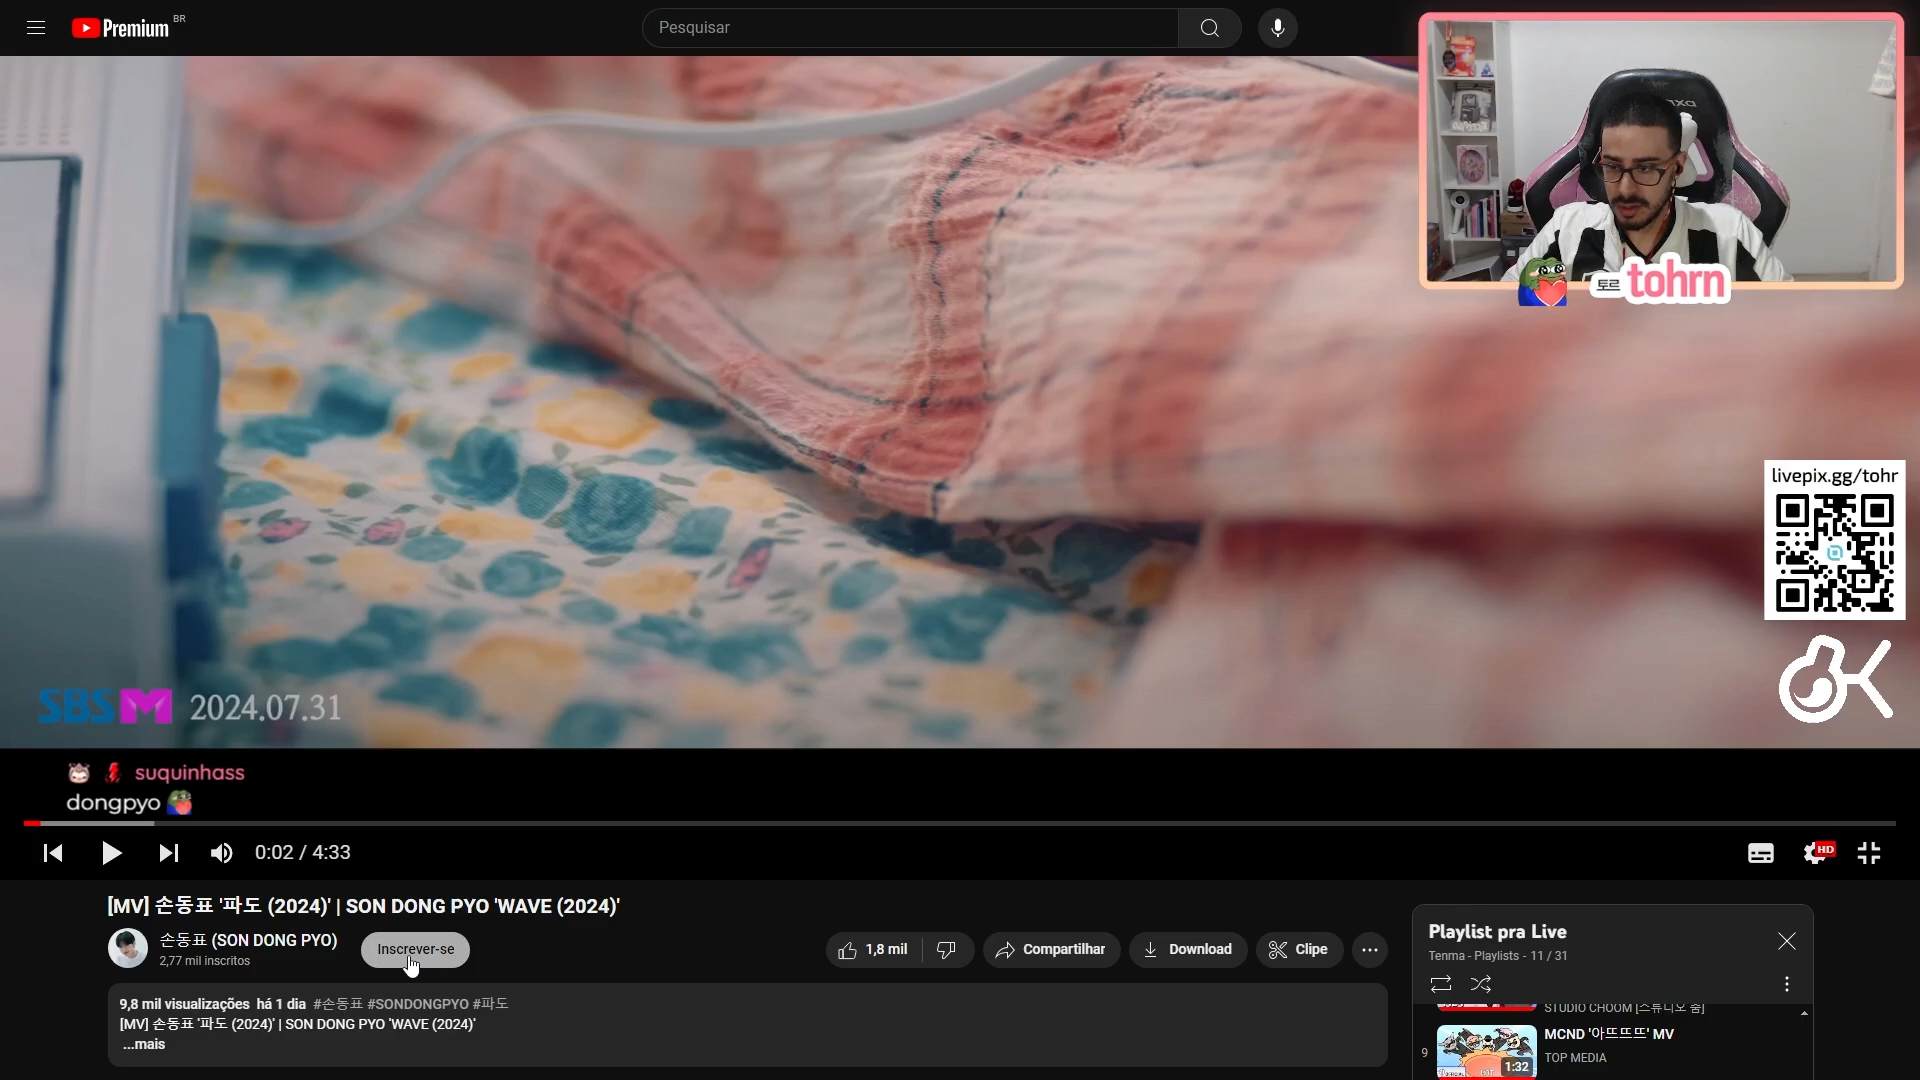 Premium BR
Pesquisar
토르 tohrn
livepix.gg/tohr
OK
SBS M 2024.07.31
suquinhass
dongpyo
0:02 / 4:33
HD
[MV] 손동표 '파도 (2024)' | SON DONG PYO 'WAVE (2024)'
손동표 (SON DONG PYO)
2,77 mil inscritos
Inscrever-se
1,8 mil
Compartilhar
Download
Clipe
9,8 mil visualizações há 1 dia #손동표 #SONDONGPYO #파도
[MV] 손동표 '파도 (2024)' | SON DONG PYO 'WAVE (2024)'
...mais
Playlist pra Live
Tenma - Playlists - 11 / 31
STUDIO CHOOM [스튜디오 춤]
9
MCND '아뜨뜨뜨' MV
TOP MEDIA
1:32